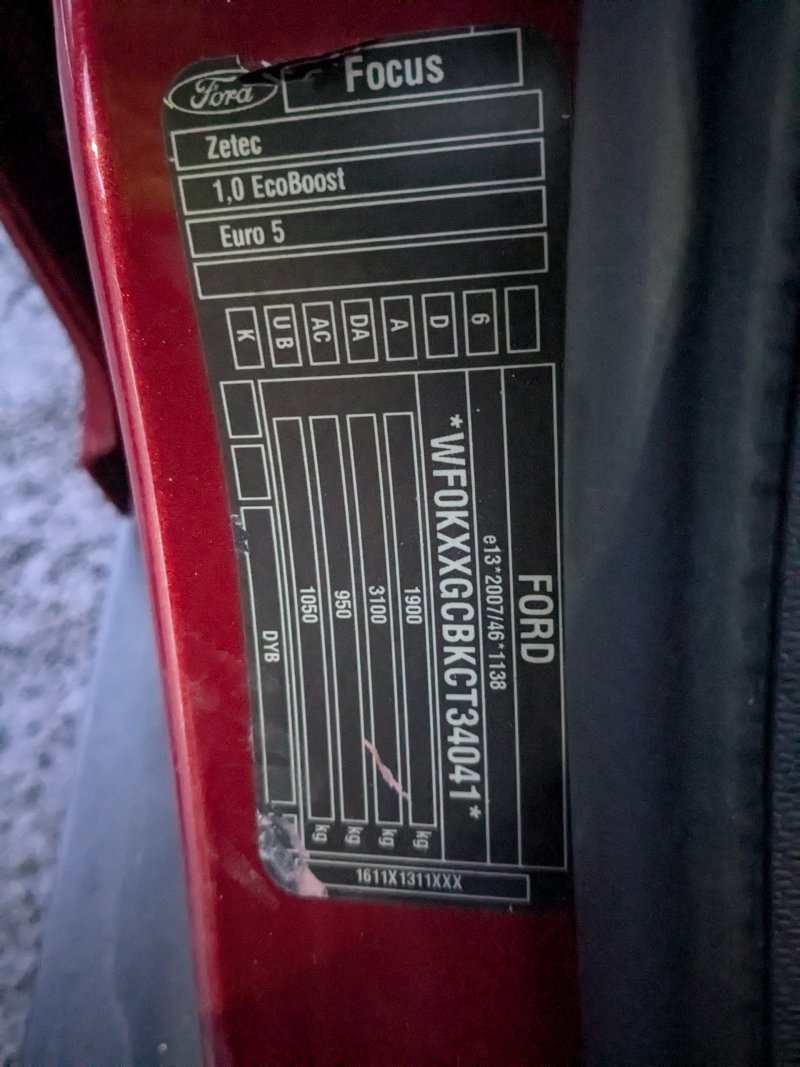 Ford
Focus
Zetec
1,0 EcoBoost
Euro 5
K
U B
AC
DA
A
D
6
FORD
e13*2007/46*1138
*WF0KXXGCBKCT34041*
1900 kg
3100 kg
950 kg
1050 kg
DYB
1611X1311XXX